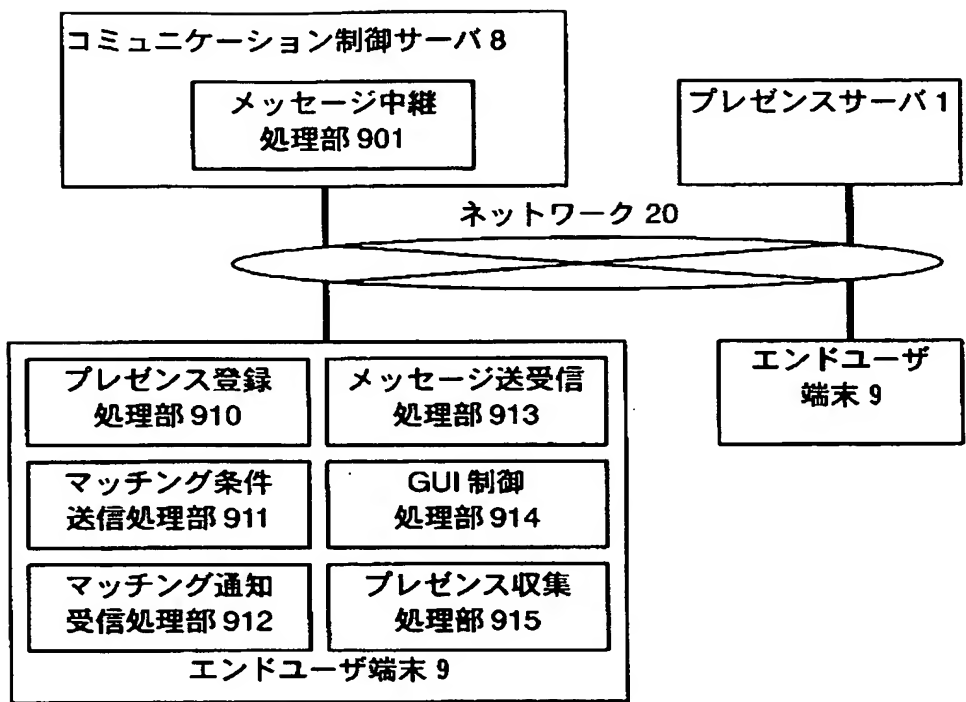 コミュニケーション制御サーバ 8
メッセージ中継
処理部 901
プレゼンスサーバ 1
ネットワーク 20
プレゼンス登録
処理部 910
メッセージ送受信
処理部 913
マッチング条件
送信処理部 911
GUI 制御
処理部 914
マッチング通知
受信処理部 912
プレゼンス収集
処理部 915
エンドユーザ端末 9
エンドユーザ
端末 9